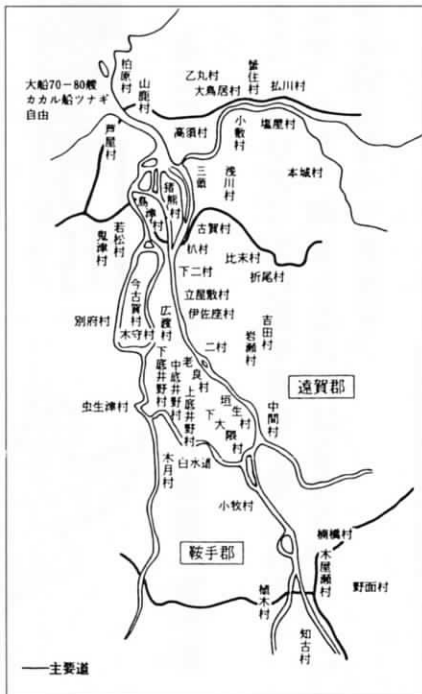 柏原村
山鹿村
大船70-80艘
カカル船ツナギ
自由
芦屋村
乙丸村
大鳥居村
蟹住村
払川村
高須村
小敷村
塩屋村
本城村
三頭
浅川村
猪熊村
島津村
若松村
鬼津村
古賀村
比末村
折尾村
朳村
下二村
立屋敷村
伊佐座村
吉田村
岩瀬村
二村
今古賀村
広渡村
木守村
別府村
老良村
下底井野村
中底井野村
上底井野村
垣生村
下大隈村
中間村
遠賀郡
虫生津村
木月村
白水道
小牧村
鞍手郡
楠橋村
木屋瀬村
野面村
植木村
知古村
主要道